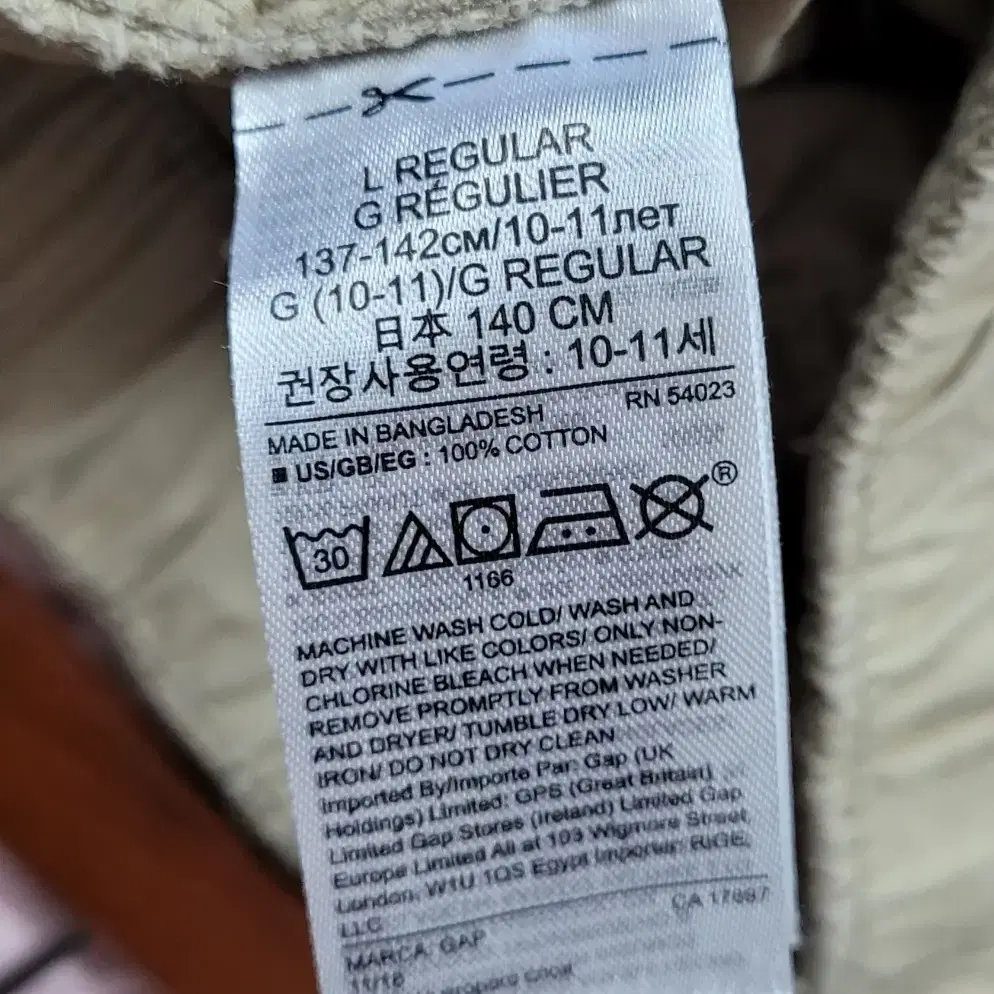 L REGULAR
G RÉGULIER
137-142см/10-11лет
G (10-11)/G REGULAR
日本 140 CM
권장사용연령 : 10-11세
RN 54023
MADE IN BANGLADESH
US/GB/EG : 100% COTTON
®
30
1166
MACHINE WASH COLD/ WASH AND
DRY WITH LIKE COLORS/ ONLY NON-
CHLORINE BLEACH WHEN NEEDED/
REMOVE PROMPTLY FROM WASHER
AND DRYER/ TUMBLE DRY LOW/ WARM
IRON/ DO NOT DRY CLEAN
Imported By/Importe Par: Gap (UK
Holdings) Limited: GPS (Great Britain)
Limited Gap Stores (Ireland) Limited Gap
Europe Limited All at 103 Wigmore Street,
London, W1U 1QS Egypt Importer: RIGE,
LLC
CA 17697
MARCA: GAP
11/16